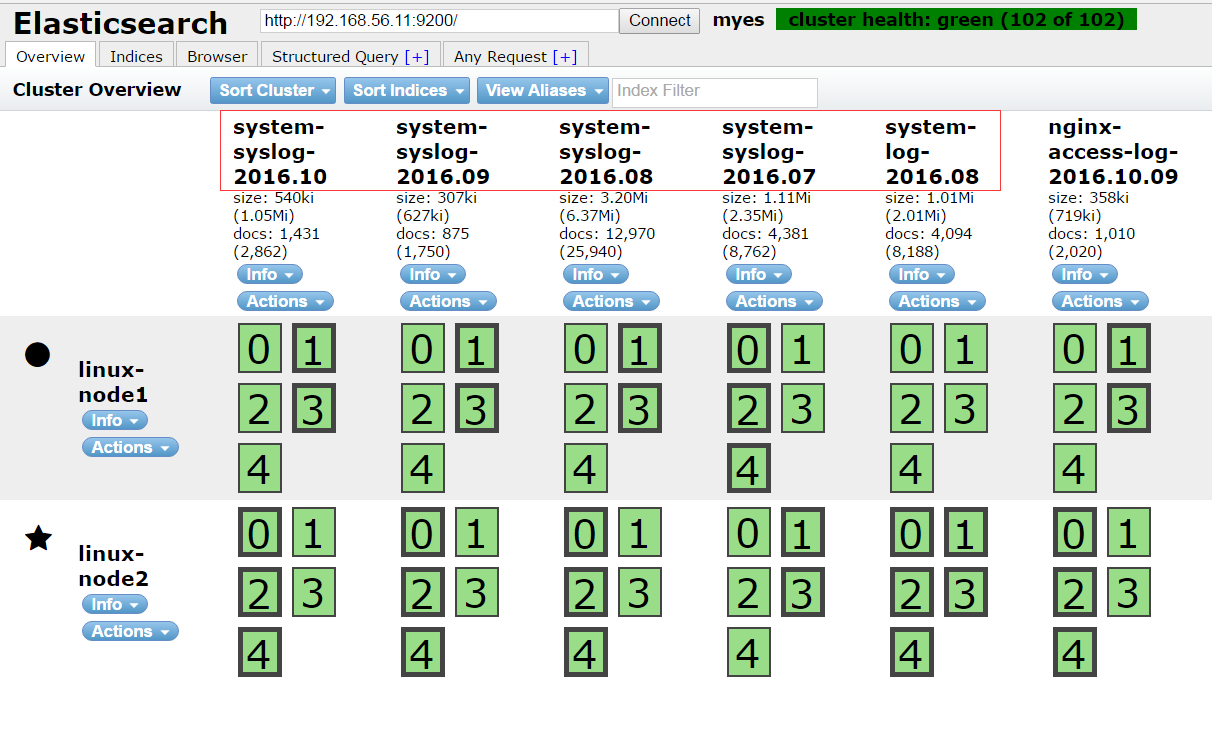 Elasticsearch http://192.168.56.11:9200/ Connect myes cluster health: green (102 of 102)
Overview Indices Browser Structured Query [+] Any Request [+]
Cluster Overview Sort Cluster Sort Indices View Aliases Index Filter
system- system- system- system- system- nginx-
syslog- syslog- syslog- syslog- log- access-log-
2016.10 2016.09 2016.08 2016.07 2016.08 2016.10.09
size: 540ki size: 307ki size: 3.20Mi size: 1.11Mi size: 1.01Mi size: 358ki
(1.05Mi) (627ki) (6.37Mi) (2.35Mi) (2.01Mi) (719ki)
docs: 1,431 docs: 875 docs: 12,970 docs: 4,381 docs: 4,094 docs: 1,010
(2,862) (1,750) (25,940) (8,762) (8,188) (2,020)
Info Info Info Info Info Info
Actions Actions Actions Actions Actions Actions
0 1 0 1 0 1 0 1 0 1 0 1
linux-
node1
2 3 2 3 2 3 2 3 2 3 2 3
Info
Actions
4 4 4 4 4 4
0 1 0 1 0 1 0 1 0 1 0 1
linux-
node2
2 3 2 3 2 3 2 3 2 3 2 3
Info
Actions
4 4 4 4 4 4